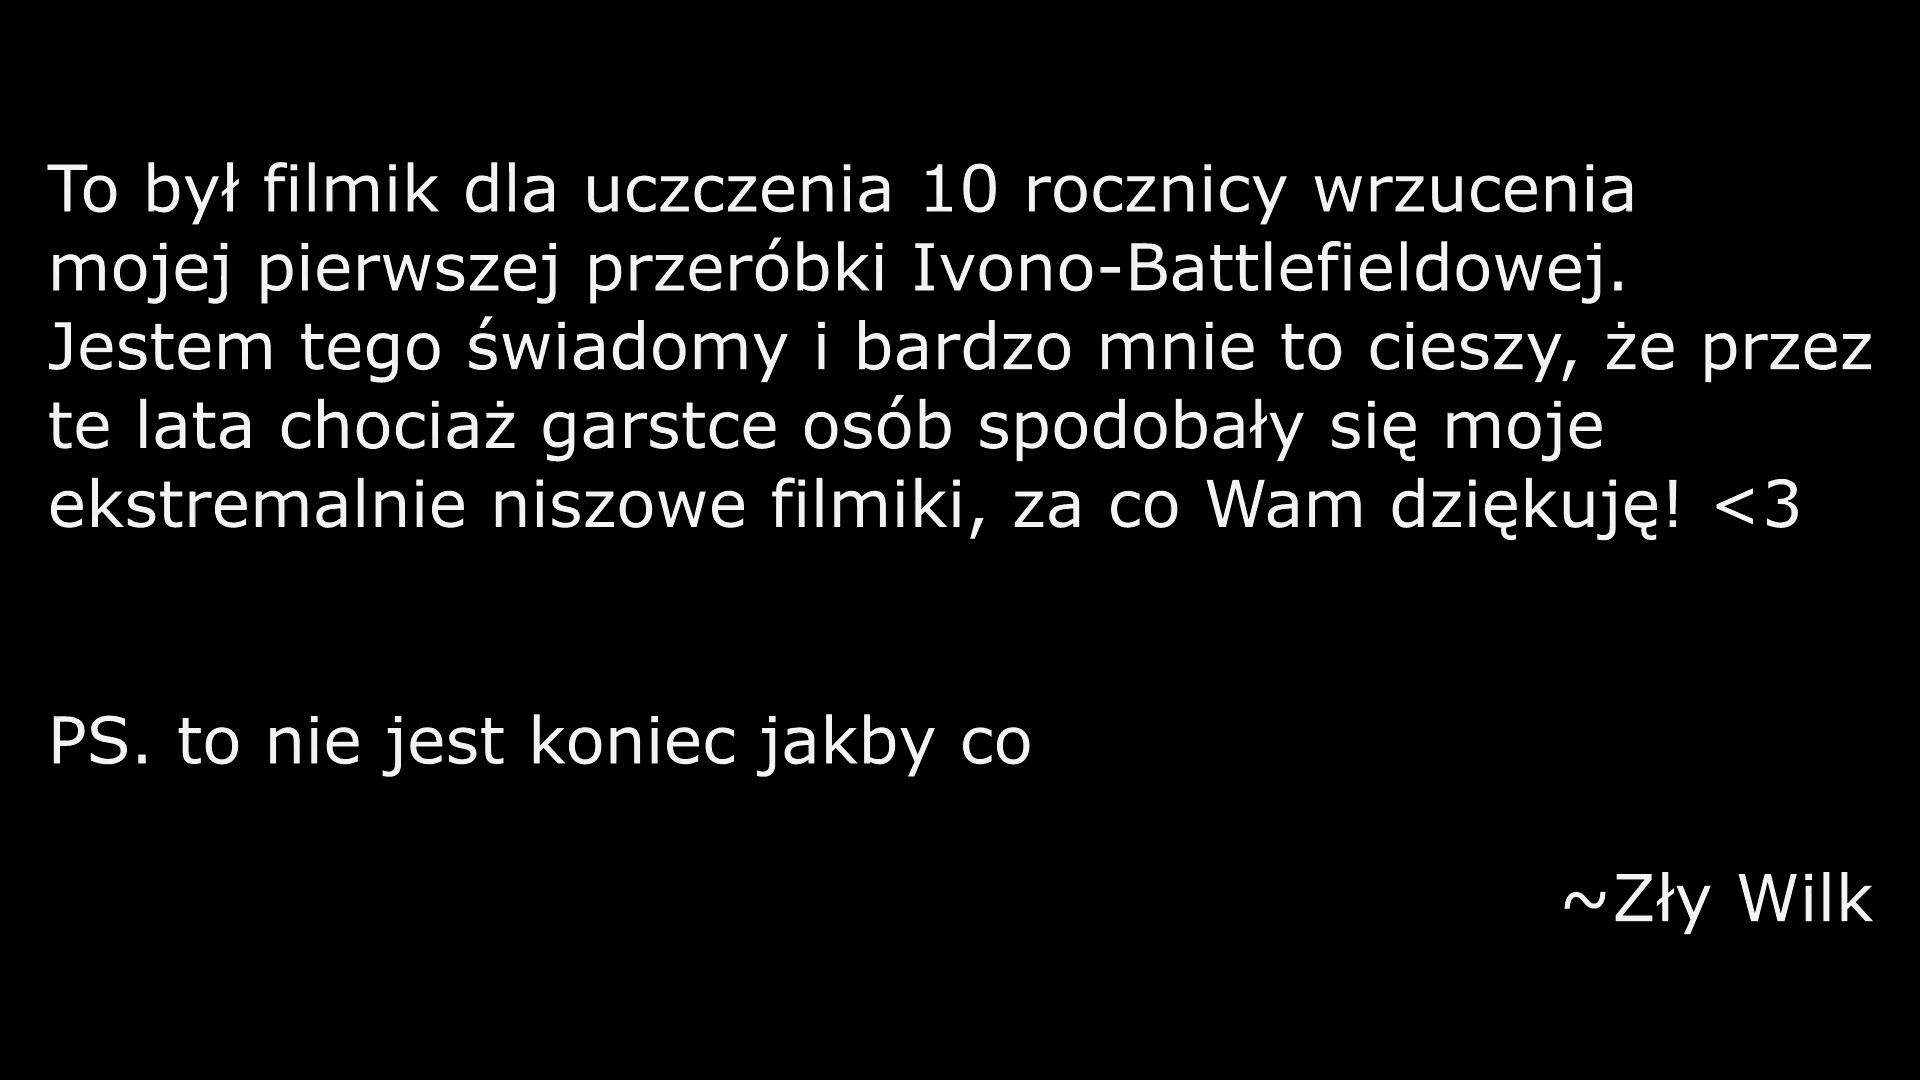 To był filmik dla uczczenia 10 rocznicy wrzucenia
mojej pierwszej przeróbki Ivono-Battlefieldowej.
Jestem tego świadomy i bardzo mnie to cieszy, że przez
te lata chociaż garstce osób spodobały się moje
ekstremalnie niszowe filmiki, za co Wam dziękuję! <3
PS. to nie jest koniec jakby co
~Zły Wilk